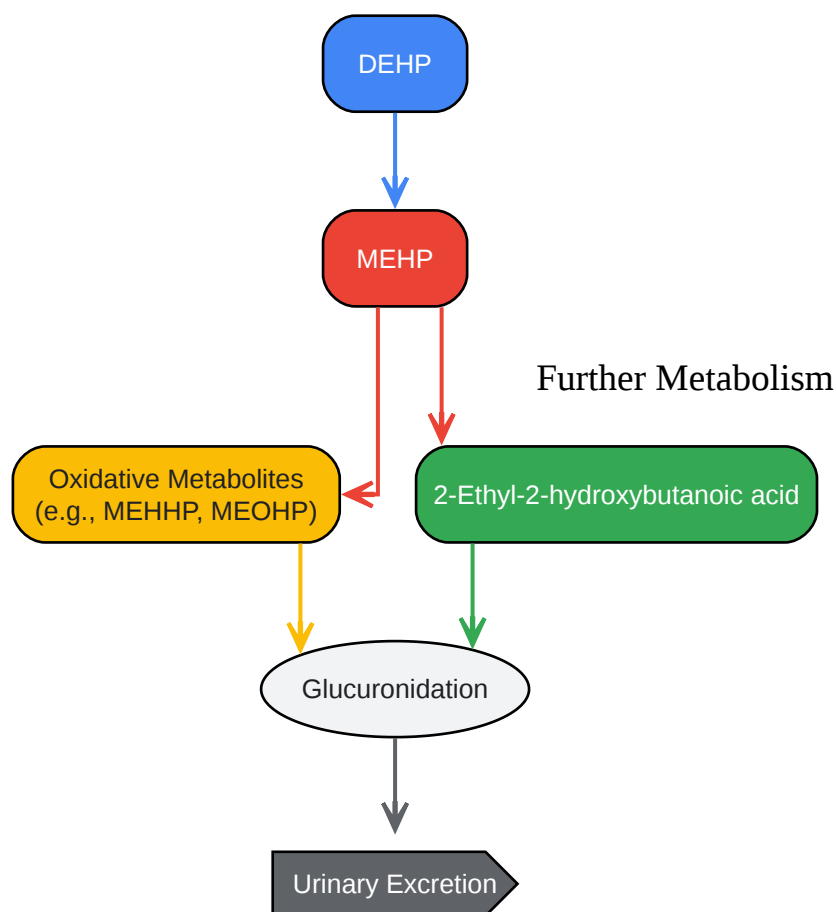 DEHP
MEHP
Further Metabolism
Oxidative Metabolites
(e.g., MEHHP, MEOHP)
2-Ethyl-2-hydroxybutanoic acid
Glucuronidation
Urinary Excretion